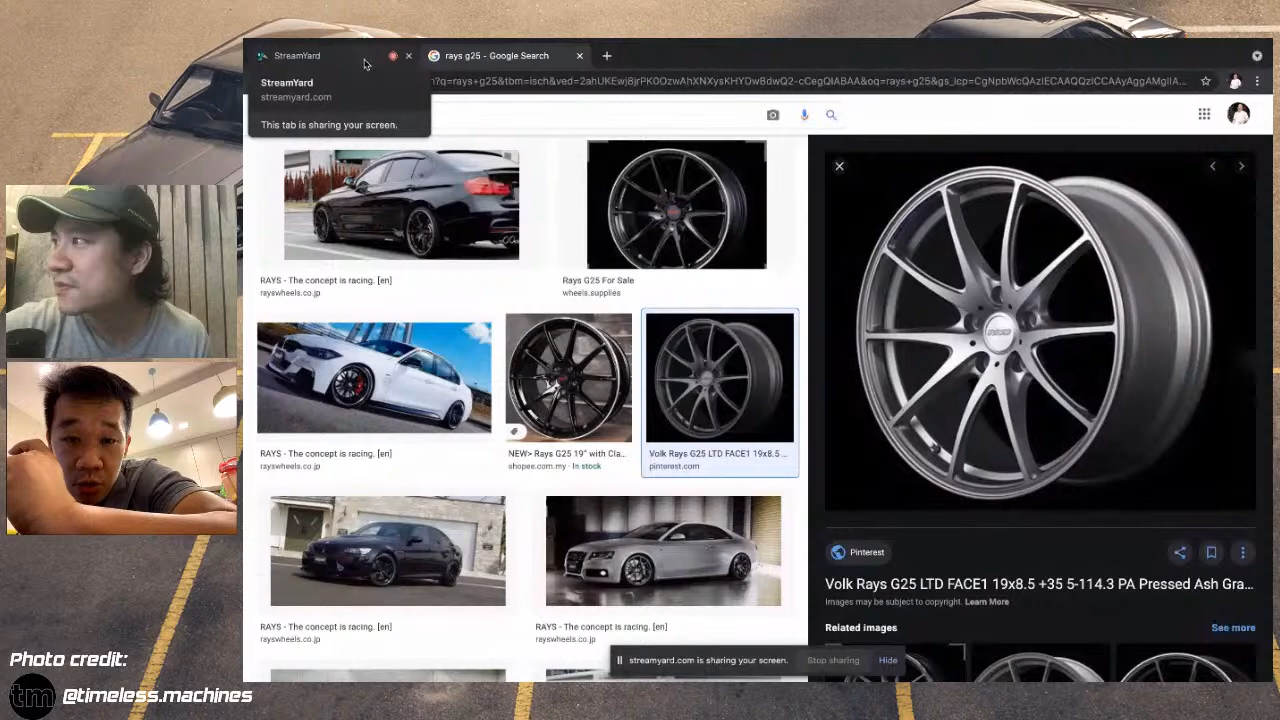 StreamYard
rays g25 - Google Search
StreamYard
streamyard.com
This tab is sharing your screen.
RAYS - The concept is racing. [en]
rayswheels.co.jp
Rays G25 For Sale
wheels.supplies
RAYS - The concept is racing. [en]
rayswheels.co.jp
NEW> Rays G25 19" with Cla...
shopee.com.my · In stock
Volk Rays G25 LTD FACE1 19x8.5 ...
pinterest.com
RAYS - The concept is racing. [en]
rayswheels.co.jp
RAYS - The concept is racing. [en]
rayswheels.co.jp
RAYS
Pinterest
Volk Rays G25 LTD FACE1 19x8.5 +35 5-114.3 PA Pressed Ash Gra...
Images may be subject to copyright. Learn More
Related images
See more
streamyard.com is sharing your screen.
Stop sharing
Hide
Photo credit:
tm
@timeless.machines